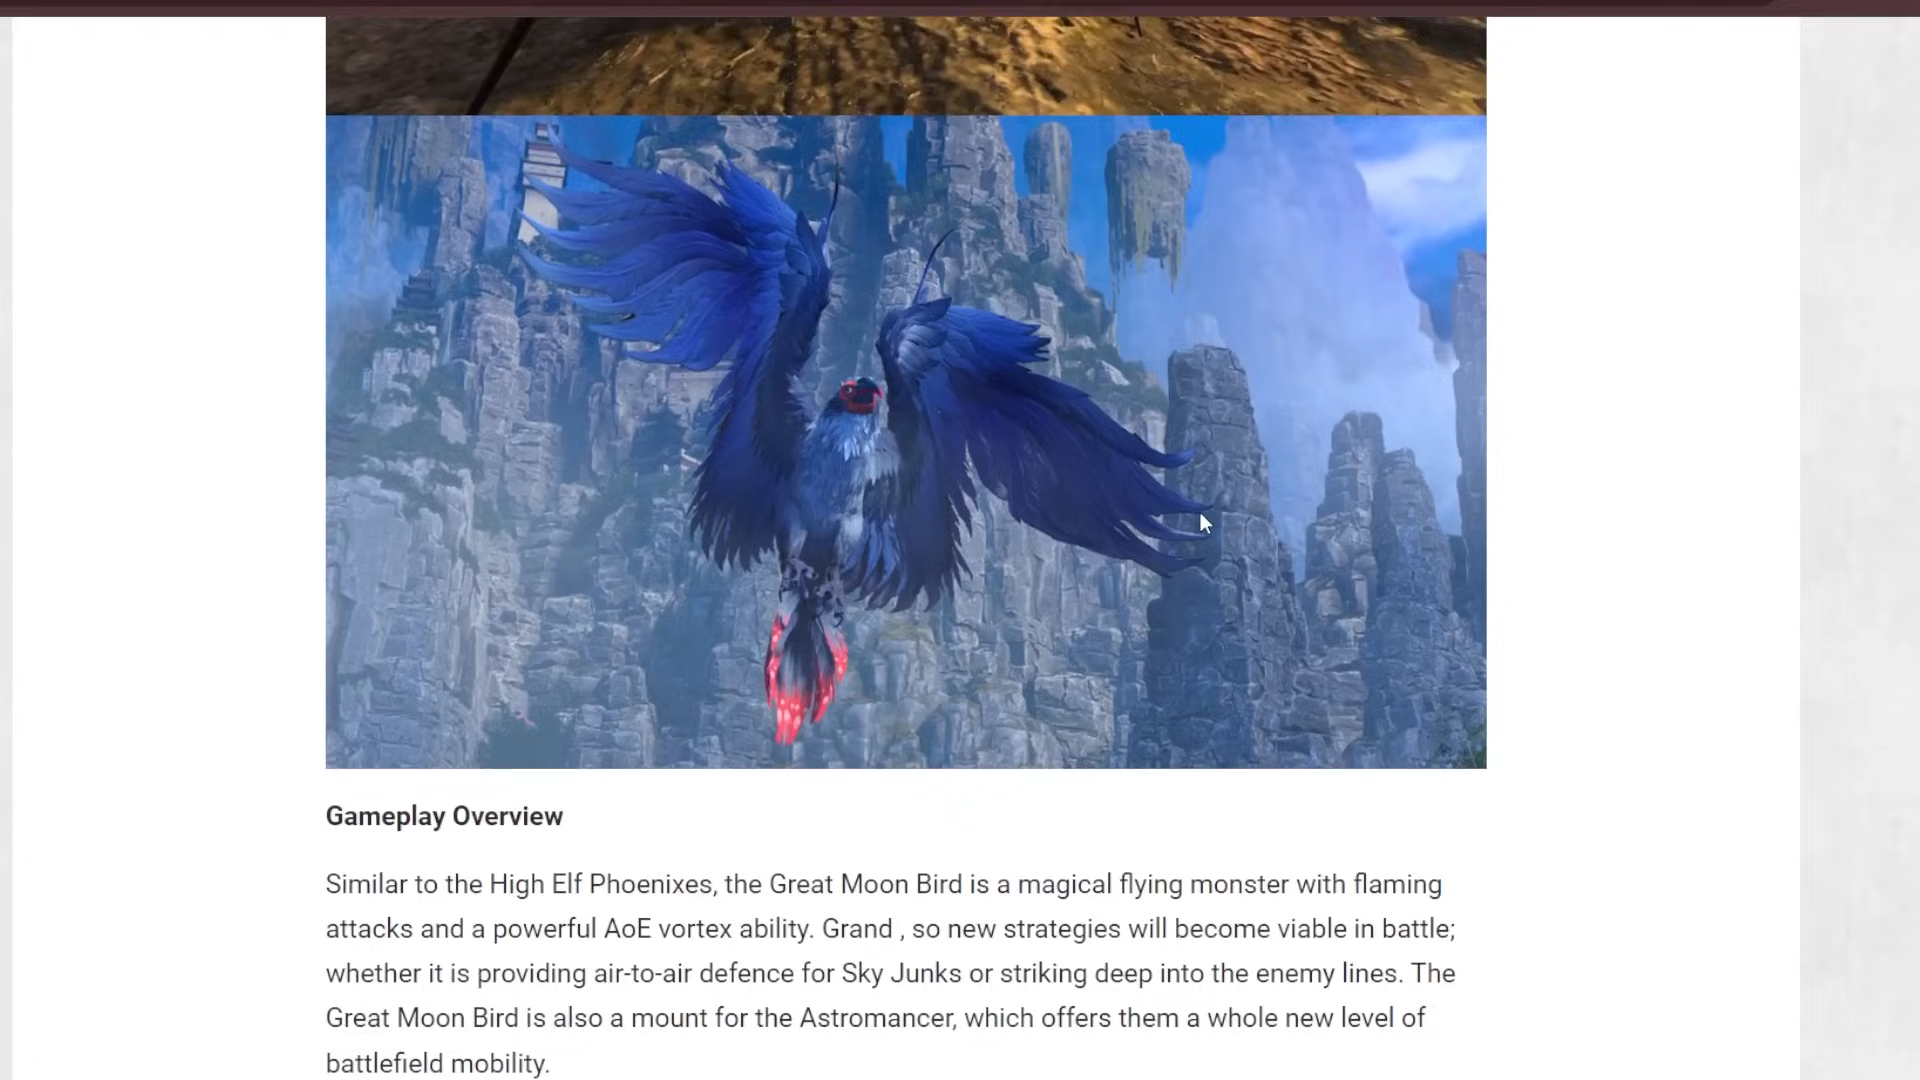 Gameplay Overview
Similar to the High Elf Phoenixes, the Great Moon Bird is a magical flying monster with flaming
attacks and a powerful AoE vortex ability. Grand , so new strategies will become viable in battle;
whether it is providing air-to-air defence for Sky Junks or striking deep into the enemy lines. The
Great Moon Bird is also a mount for the Astromancer, which offers them a whole new level of
battlefield mobility.